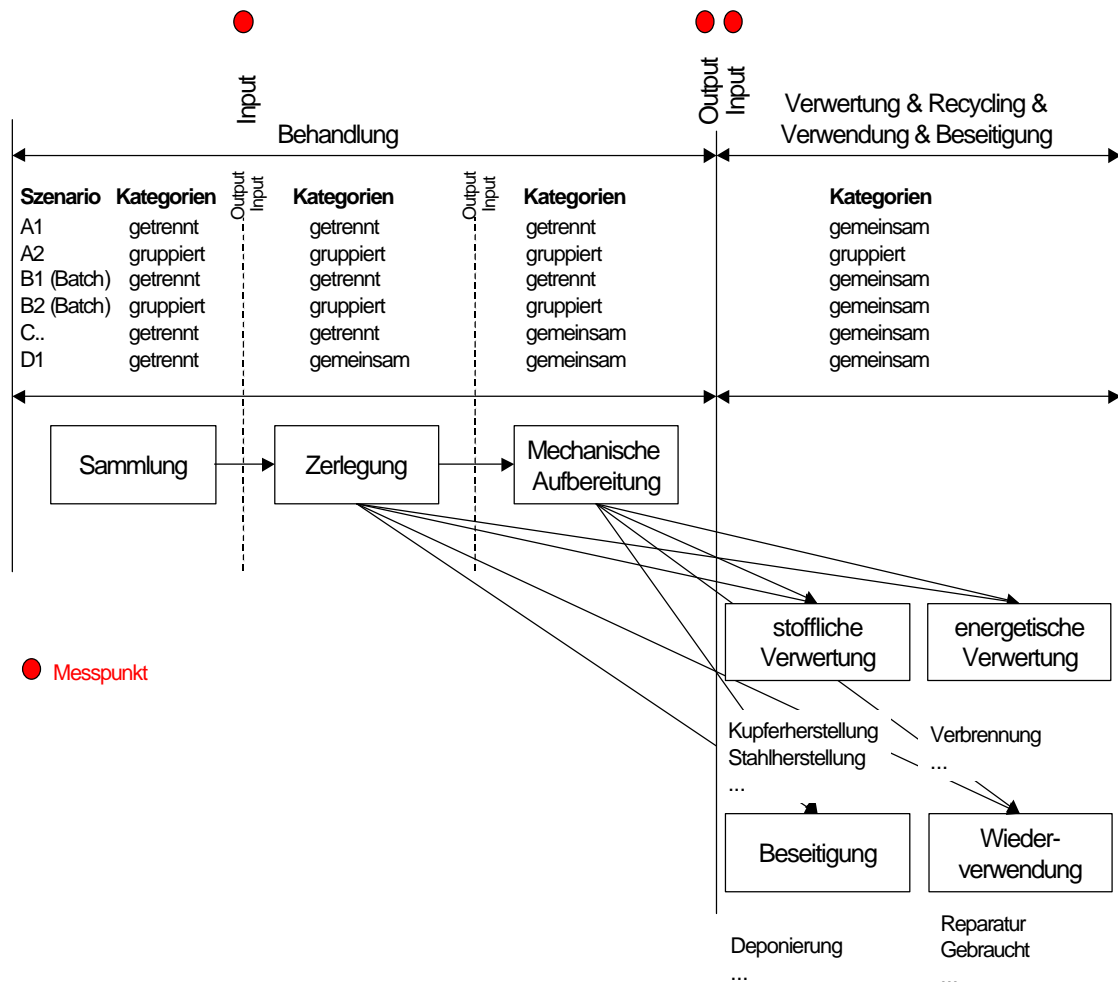 Input
Output
Input
Verwertung & Recycling &
Verwendung & Beseitigung
Behandlung
Szenario Kategorien Output Input Kategorien Output Input Kategorien Kategorien
A1 getrennt getrennt getrennt gemeinsam
A2 gruppiert gruppiert gruppiert gruppiert
B1 (Batch) getrennt getrennt getrennt gemeinsam
B2 (Batch) gruppiert gruppiert gruppiert gemeinsam
C.. getrennt getrennt gemeinsam gemeinsam
D1 getrennt gemeinsam gemeinsam gemeinsam
Sammlung
Zerlegung
Mechanische
Aufbereitung
stoffliche
Verwertung
energetische
Verwertung
Messpunkt
Kupferherstellung
Stahlherstellung
...
Verbrennung
...
Beseitigung
Wieder-
verwendung
Deponierung
...
Reparatur
Gebraucht
...